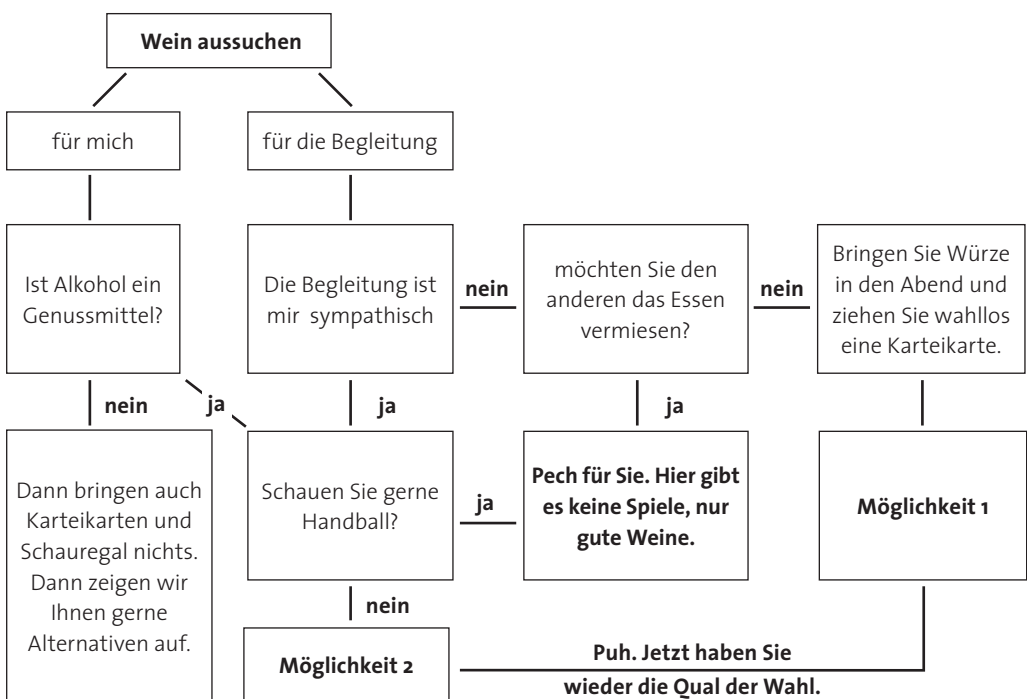 Wein aussuchen
für mich
für die Begleitung
Ist Alkohol ein
Genussmittel?
Die Begleitung ist
mir sympathisch
nein
möchten Sie den
anderen das Essen
vermiesen?
nein
Bringen Sie Würze
in den Abend und
ziehen Sie wahllos
eine Karteikarte.
nein
ja
ja
ja
Dann bringen auch
Karteikarten und
Schauregal nichts.
Dann zeigen wir
Ihnen gerne
Alternativen auf.
Schauen Sie gerne
Handball?
ja
Pech für Sie. Hier gibt
es keine Spiele, nur
gute Weine.
Möglichkeit 1
nein
Möglichkeit 2
Puh. Jetzt haben Sie
wieder die Qual der Wahl.